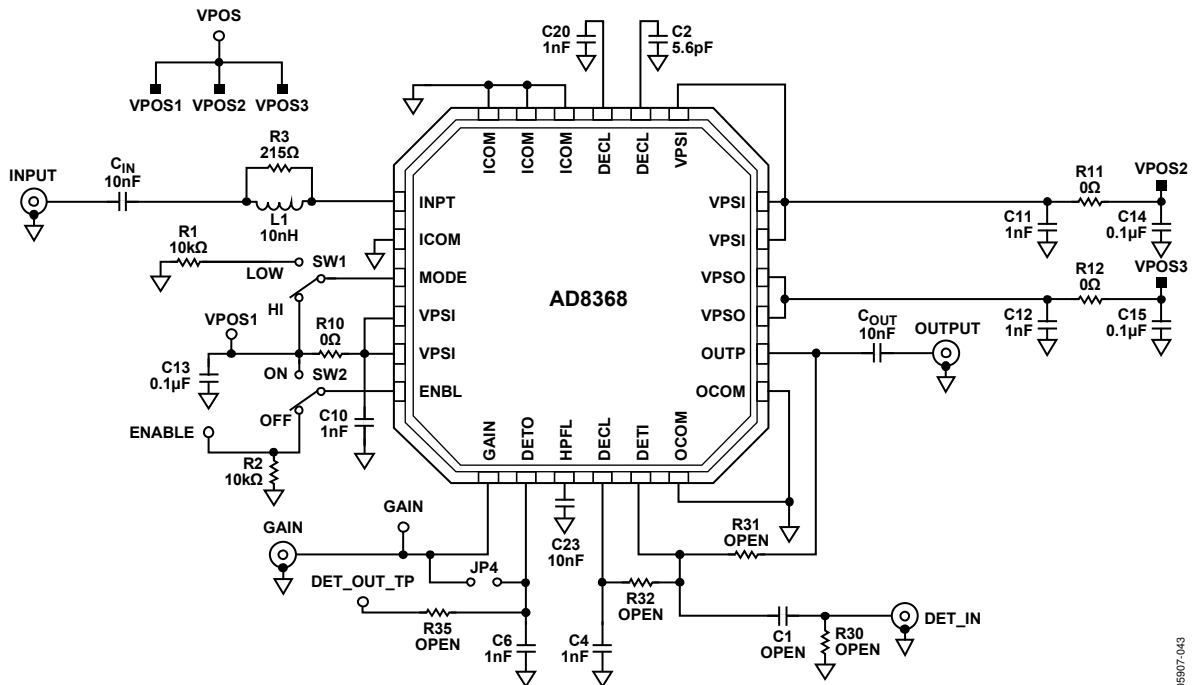 VPOS
VPOS1 VPOS2 VPOS3
C20
1nF
C2
5.6pF
ICOM
ICOM
ICOM
DECL
DECL
VPSI
R3
215Ω
L1
10nH
INPUT
CIN
10nF
R1
10kΩ
LOW
SW1
HI
VPOS1
R10
0Ω
C13
0.1µF
ON
SW2
OFF
ENABLE
R2
10kΩ
C10
1nF
INPT
ICOM
MODE
VPSI
VPSI
ENBL
AD8368
VPSI
VPSI
VPSO
VPSO
OUTP
OCOM
R11
0Ω
VPOS2
C11
1nF
C14
0.1µF
R12
0Ω
VPOS3
C12
1nF
C15
0.1µF
COUT
10nF
OUTPUT
GAIN
DETO
HPFL
DECL
DETI
OCOM
GAIN
GAIN
JP4
DET_OUT_TP
R35
OPEN
C6
1nF
C23
10nF
C4
1nF
R32
OPEN
R31
OPEN
C1
OPEN
R30
OPEN
DET_IN
05907-043